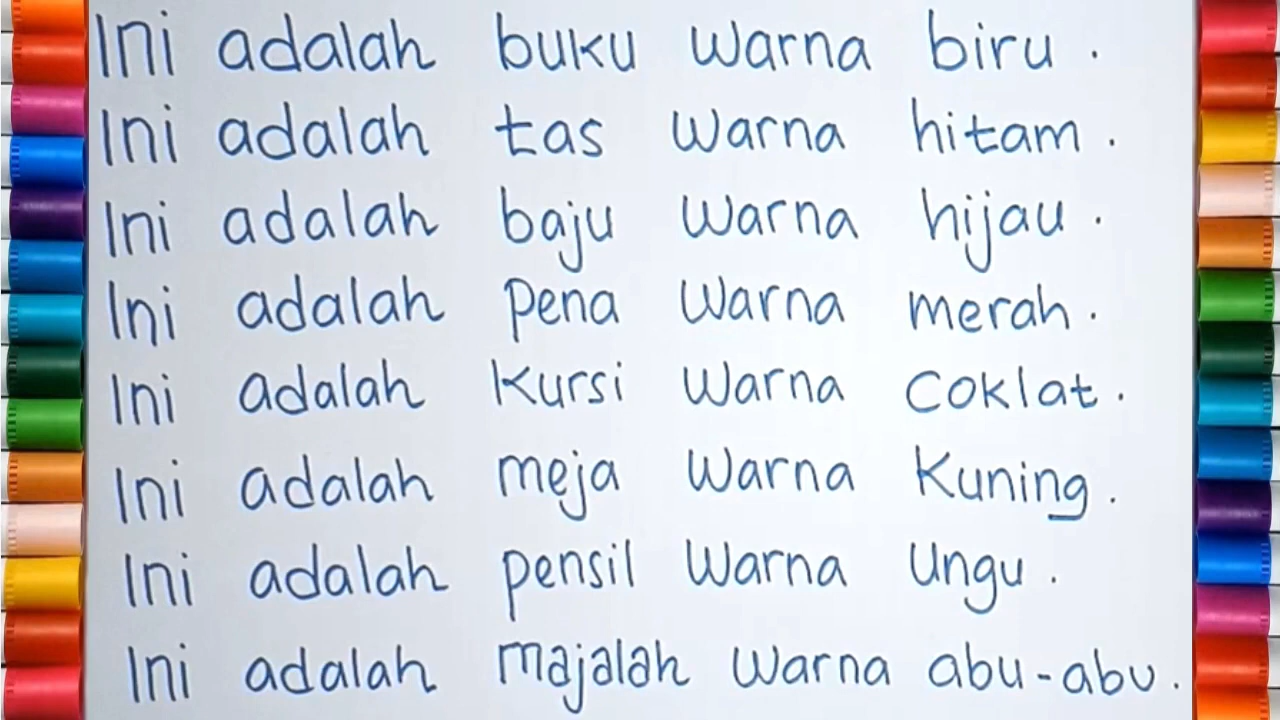 Ini adalah buku warna biru.
Ini adalah tas warna hitam.
Ini adalah baju warna hijau.
Ini adalah pena warna merah.
Ini adalah kursi warna coklat.
Ini adalah meja warna kuning.
Ini adalah pensil warna ungu.
Ini adalah majalah warna abu-abu.